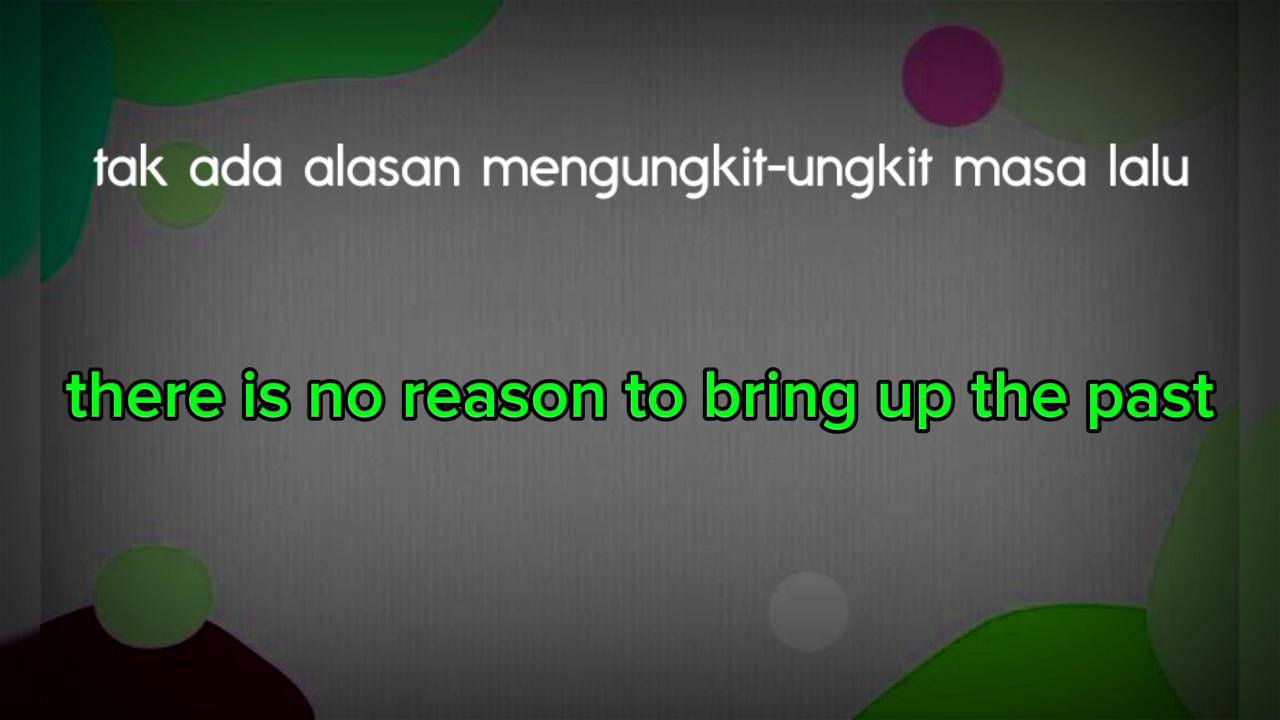 tak ada alasan mengungkit-ungkit masa lalu
there is no reason to bring up the past